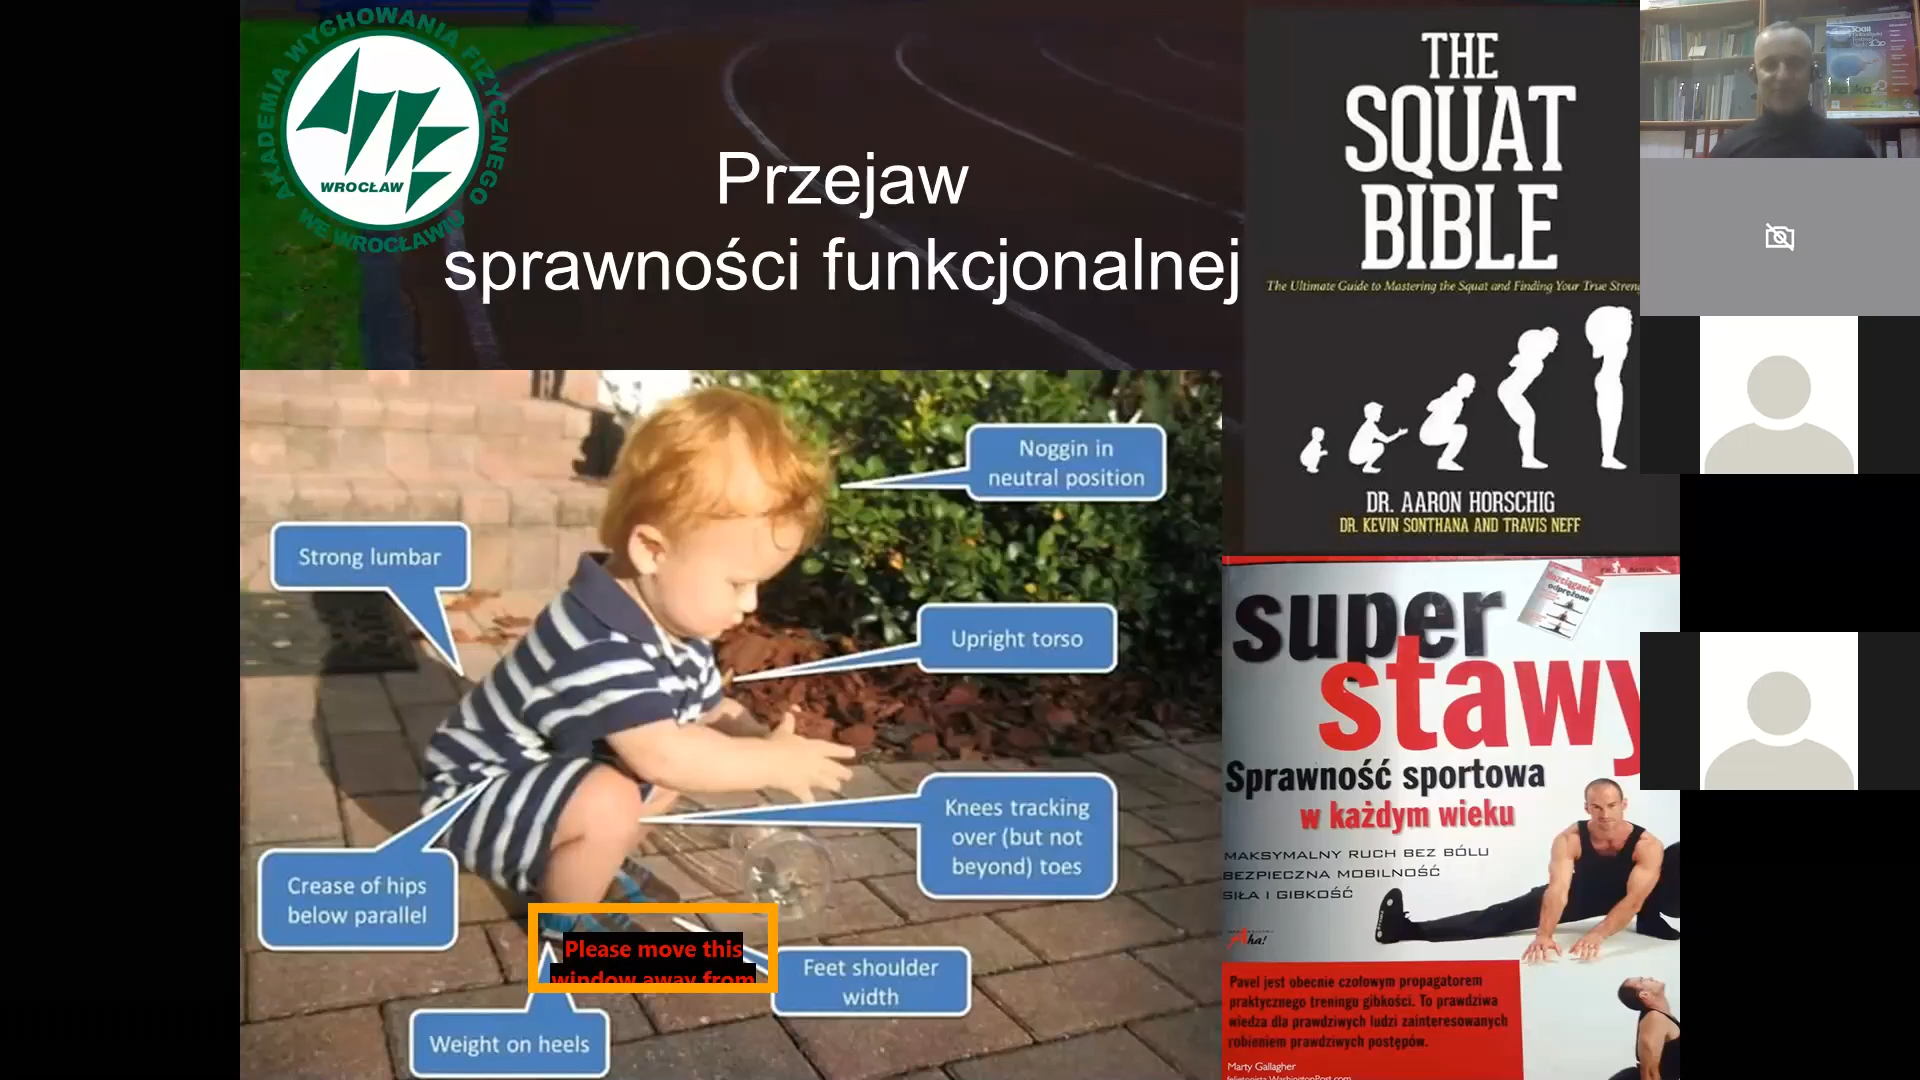 AKADEMIA WYCHOWANIA FIZYCZNEGO
WE WROCŁAWIU
WROCŁAW
Przejaw
sprawności funkcjonalnej
THE
SQUAT
BIBLE
The Ultimate Guide to Mastering the Squat and Finding Your True
DR. AARON HORSCHIG
DR. KEVIN SONTHANA AND TRAVIS NEFF
Noggin in
neutral position
Strong lumbar
Upright torso
Knees tracking
over (but not
beyond) toes
Crease of hips
below parallel
Please move this
window away from
Feet shoulder
width
Weight on heels
Rozciąganie
odprężone
super
stawy
Sprawność sportowa
w każdym wieku
MAKSYMALNY RUCH BEZ BÓLU
BEZPIECZNA MOBILNOŚĆ
SIŁA I GIBKOŚĆ
Aha!
Pavel jest obecnie czołowym propagatorem
praktycznego treningu gibkości. To prawdziwa
wiedza dla prawdziwych ludzi zainteresowanych
robieniem prawdziwych postępów.
Marty Gallagher
felietonista WashingtonPost.com